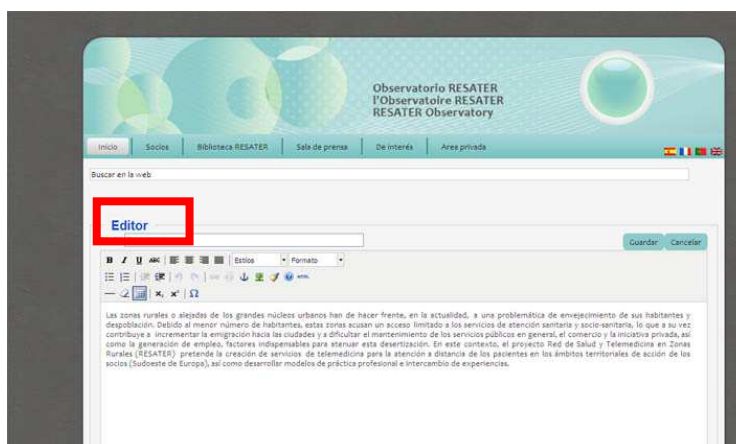 Observatorio RESATER
l'Observatoire RESATER
RESATER Observatory
Inicio Socios Biblioteca RESATER Sala de prensa De interés Area privada
Buscar en la web
Editor
Guardar Cancelar
B I U ABC Estilos Formato
HTML
x, x² Ω
Las zonas rurales o alejadas de los grandes núcleos urbanos han de hacer frente, en la actualidad, a una problemática de envejecimiento de sus habitantes y
despoblación. Debido al menor número de habitantes, estas zonas acusan un acceso limitado a los servicios de atención sanitaria y socio-sanitaria, lo que a su vez
contribuye a incrementar la emigración hacia las ciudades y a dificultar el mantenimiento de los servicios públicos en general, el comercio y la iniciativa privada, así
como la generación de empleo, factores indispensables para atenuar esta desertización. En este contexto, el proyecto Red de Salud y Telemedicina en Zonas
Rurales (RESATER) pretende la creación de servicios de telemedicina para la atención a distancia de los pacientes en los ámbitos territoriales de acción de los
socios (Sudoeste de Europa), así como desarrollar modelos de práctica profesional e intercambio de experiencias.